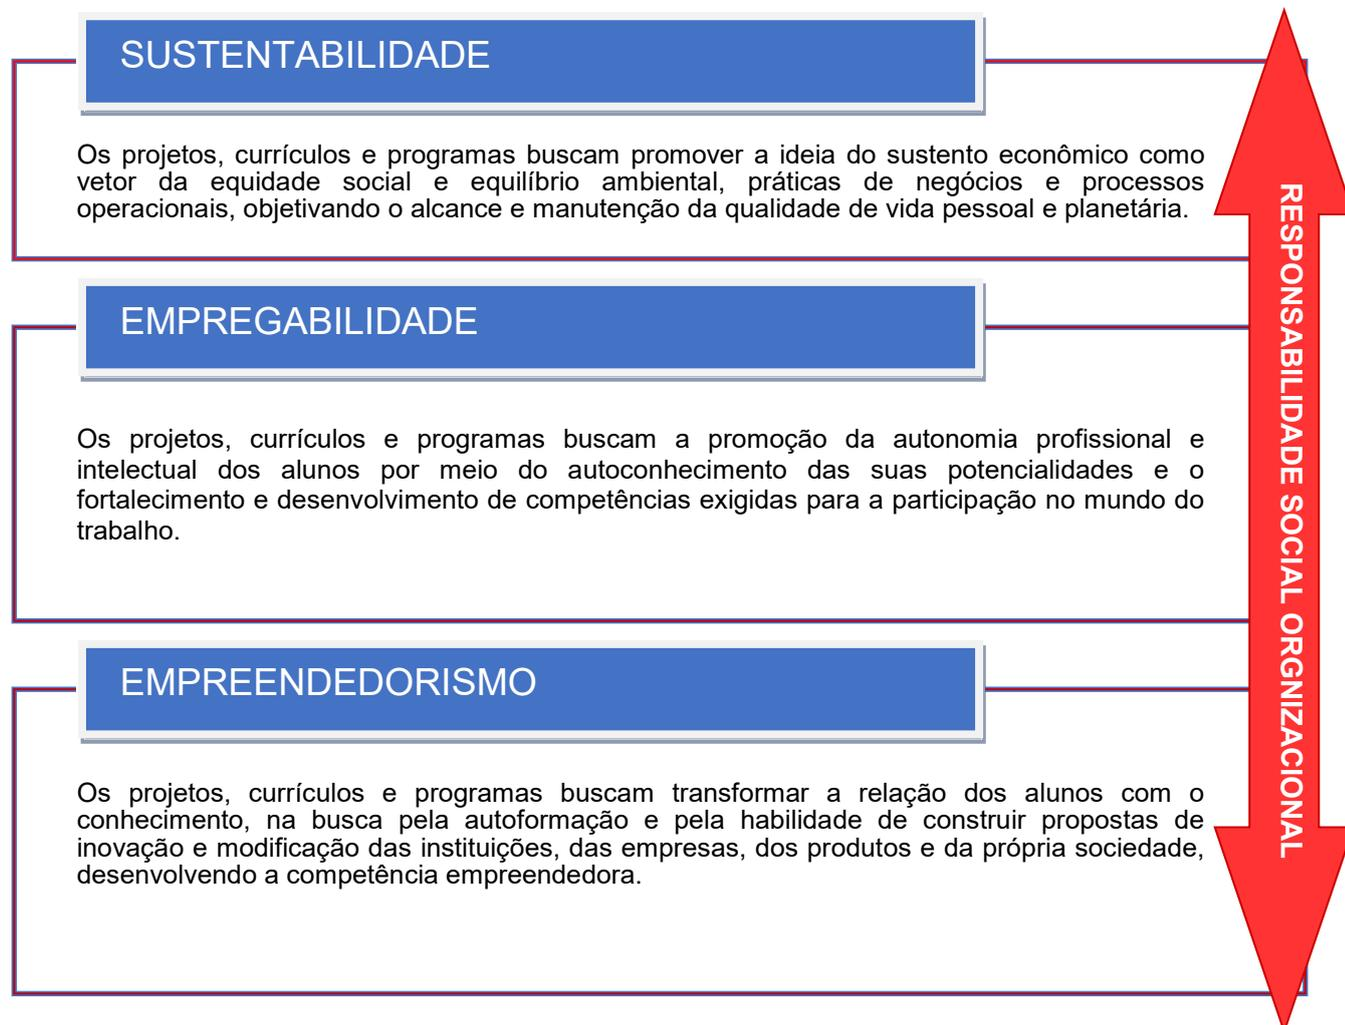 SUSTENTABILIDADE
Os projetos, currículos e programas buscam promover a ideia do sustento econômico como
vetor da equidade social e equilíbrio ambiental, práticas de negócios e processos
operacionais, objetivando o alcance e manutenção da qualidade de vida pessoal e planetária.
EMPREGABILIDADE
Os projetos, currículos e programas buscam a promoção da autonomia profissional e
intelectual dos alunos por meio do autoconhecimento das suas potencialidades e o
fortalecimento e desenvolvimento de competências exigidas para a participação no mundo do
trabalho.
EMPREENDEDORISMO
Os projetos, currículos e programas buscam transformar a relação dos alunos com o
conhecimento, na busca pela autoformação e pela habilidade de construir propostas de
inovação e modificação das instituições, das empresas, dos produtos e da própria sociedade,
desenvolvendo a competência empreendedora.
RESPONSABILIDADE SOCIAL ORGNIZACIONAL